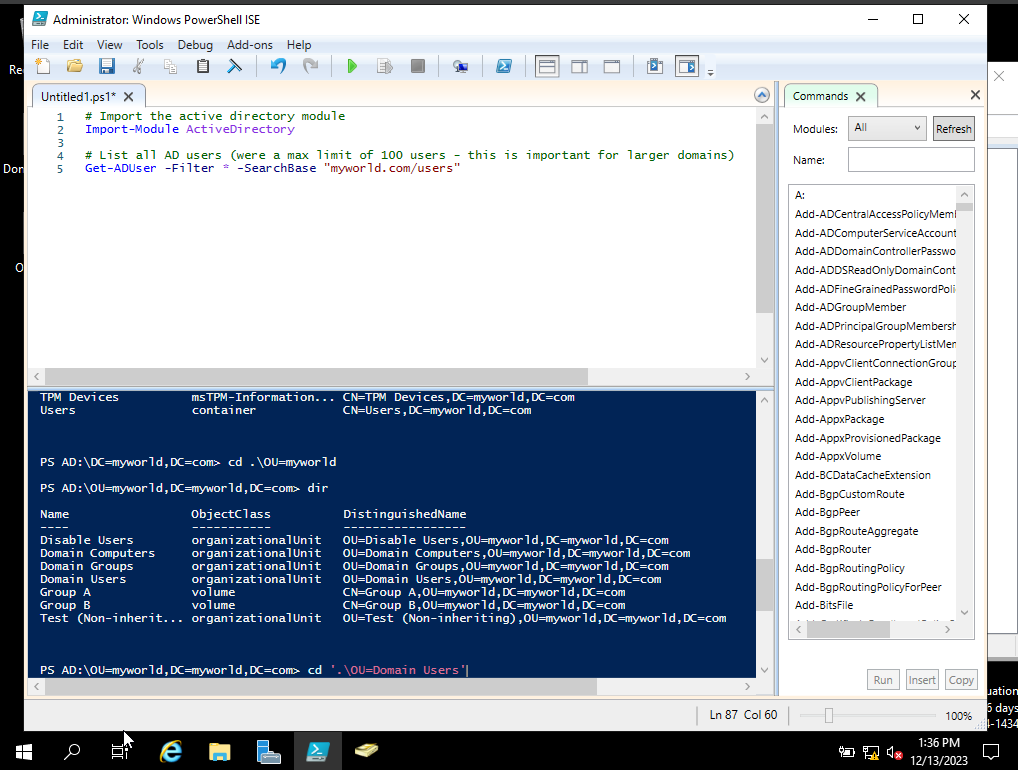 Administrator: Windows PowerShell ISE
File Edit View Tools Debug Add-ons Help
Untitled1.ps1*
1 # Import the active directory module
2 Import-Module ActiveDirectory
3
4 # List all AD users (were a max limit of 100 users - this is important for larger domains)
5 Get-ADUser -Filter * -SearchBase "myworld.com/users"
TPM Devices msTPM-Information... CN=TPM Devices,DC=myworld,DC=com
Users container CN=Users,DC=myworld,DC=com
PS AD:\DC=myworld,DC=com> cd .\OU=myworld
PS AD:\OU=myworld,DC=myworld,DC=com> dir
Name ObjectClass DistinguishedName
---- ----------- -----------------
Disable Users organizationalUnit OU=Disable Users,OU=myworld,DC=myworld,DC=com
Domain Computers organizationalUnit OU=Domain Computers,OU=myworld,DC=myworld,DC=com
Domain Groups organizationalUnit OU=Domain Groups,OU=myworld,DC=myworld,DC=com
Domain Users organizationalUnit OU=Domain Users,OU=myworld,DC=myworld,DC=com
Group A volume CN=Group A,OU=myworld,DC=myworld,DC=com
Group B volume CN=Group B,OU=myworld,DC=myworld,DC=com
Test (Non-inherit... organizationalUnit OU=Test (Non-inheriting),OU=myworld,DC=myworld,DC=com
PS AD:\OU=myworld,DC=myworld,DC=com> cd '.\OU=Domain Users'
Commands
Modules: All Refresh
Name:
A:
Add-ADCentralAccessPolicyMem
Add-ADComputerServiceAccount
Add-ADDomainControllerPasswo
Add-ADDSReadOnlyDomainCont
Add-ADFineGrainedPasswordPoli
Add-ADGroupMember
Add-ADPrincipalGroupMembersh
Add-ADResourcePropertyListMem
Add-AppvClientConnectionGroup
Add-AppvClientPackage
Add-AppvPublishingServer
Add-AppxPackage
Add-AppxProvisionedPackage
Add-AppxVolume
Add-BCDataCacheExtension
Add-BgpCustomRoute
Add-BgpPeer
Add-BgpRouteAggregate
Add-BgpRouter
Add-BgpRoutingPolicy
Add-BgpRoutingPolicyForPeer
Add-BitsFile
Run Insert Copy
Ln 87 Col 60 100%
Re
Don
O
uation
6 days
4-1434
1:36 PM
12/13/2023